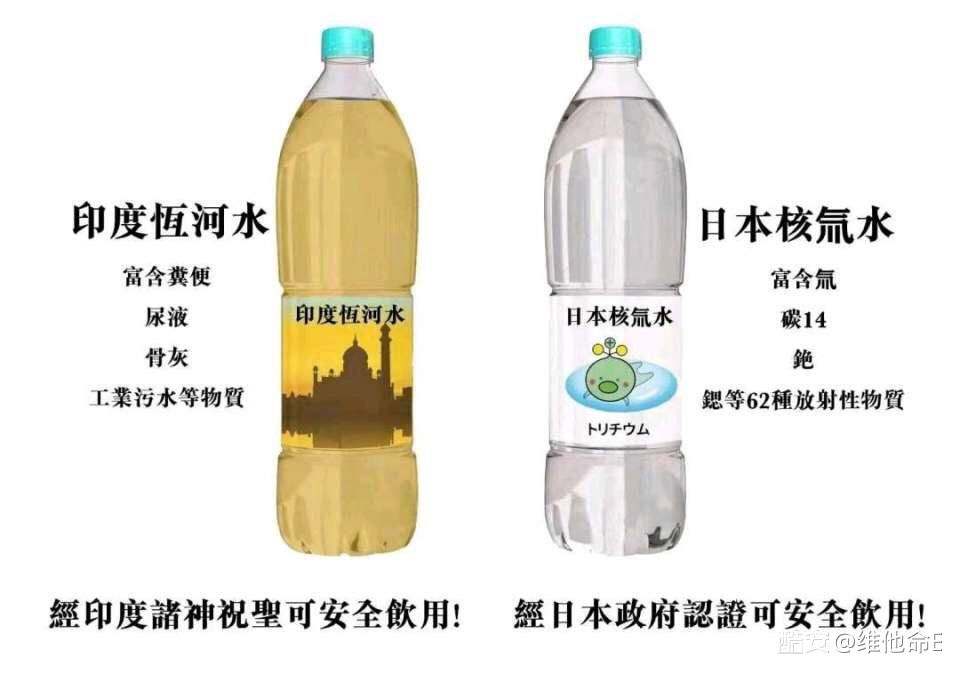 印度恆河水
富含糞便
尿液
骨灰
工業污水等物質
印度恆河水
經印度諸神祝聖可安全飲用!
日本核氚水
富含氚
碳14
銫
鍶等62種放射性物質
日本核氚水
トリチウム
經日本政府認證可安全飲用!
酷安@维他命E